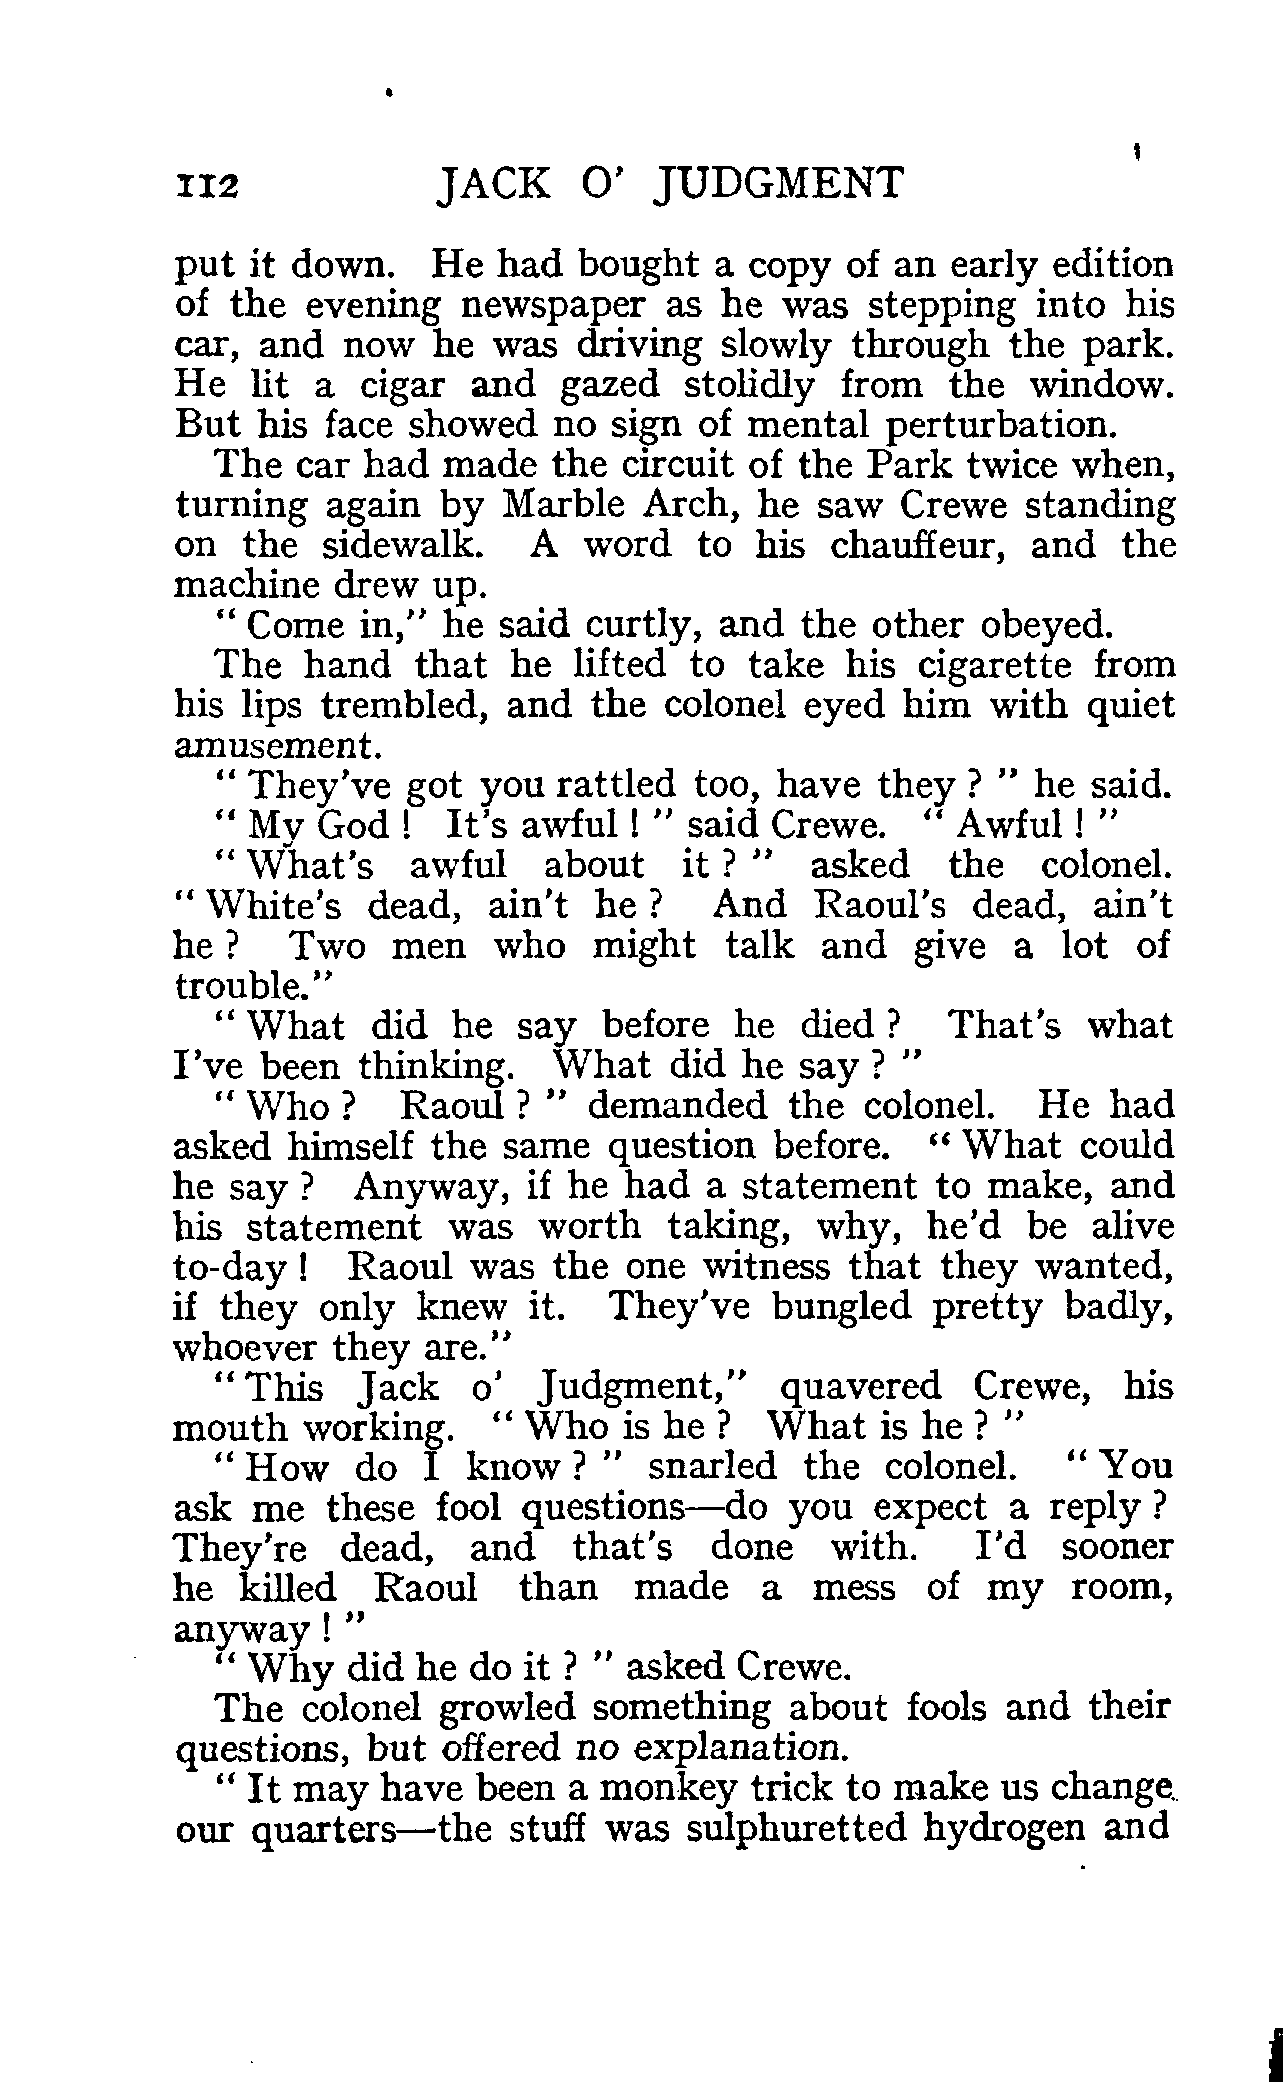 112 JACK O' JUDGMENT
put it down. He had bought a copy of an early edition
of the evening newspaper as he was stepping into his
car, and now he was driving slowly through the park.
He lit a cigar and gazed stolidly from the window.
But his face showed no sign of mental perturbation.
The car had made the circuit of the Park twice when,
turning again by Marble Arch, he saw Crewe standing
on the sidewalk. A word to his chauffeur, and the
machine drew up.
" Come in," he said curtly, and the other obeyed.
The hand that he lifted to take his cigarette from
his lips trembled, and the colonel eyed him with quiet
amusement.
" They've got you rattled too, have they ? " he said.
" My God ! It's awful ! " said Crewe. " Awful ! "
" What's awful about it ? " asked the colonel.
" White's dead, ain't he ? And Raoul's dead, ain't
he ? Two men who might talk and give a lot of
trouble."
" What did he say before he died ? That's what
I've been thinking. What did he say ? "
" Who ? Raoul ? " demanded the colonel. He had
asked himself the same question before. " What could
he say ? Anyway, if he had a statement to make, and
his statement was worth taking, why, he'd be alive
to-day ! Raoul was the one witness that they wanted,
if they only knew it. They've bungled pretty badly,
whoever they are."
" This Jack o' Judgment," quavered Crewe, his
mouth working. " Who is he ? What is he ? "
" How do I know ? " snarled the colonel. " You
ask me these fool questions—do you expect a reply ?
They're dead, and that's done with. I'd sooner
he killed Raoul than made a mess of my room,
anyway ! "
" Why did he do it ? " asked Crewe.
The colonel growled something about fools and their
questions, but offered no explanation.
" It may have been a monkey trick to make us change
our quarters—the stuff was sulphuretted hydrogen and